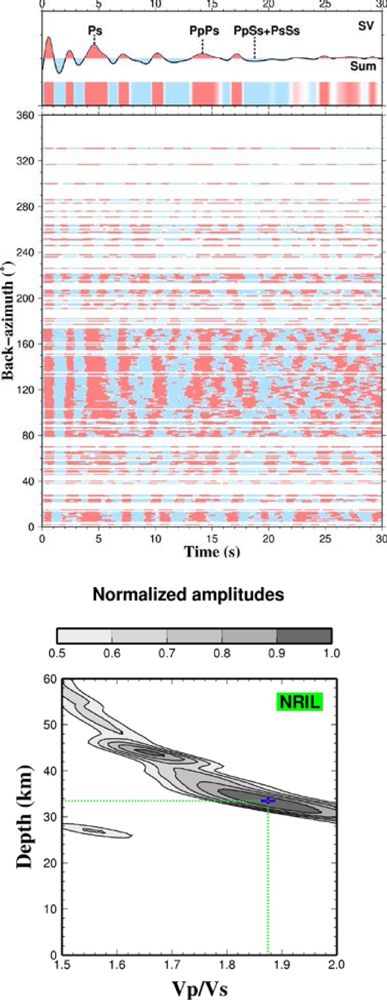 0 5 10 15 20 25 30
SV
Ps PpPs PpSs+PsSs
Sum
360
320
280
240
200
160
120
80
40
0
Back-azimuth (°)
0 5 10 15 20 25 30
Time (s)
Normalized amplitudes
0.5 0.6 0.7 0.8 0.9 1.0
60
NRIL
50
40
30
20
10
0
Depth (km)
1.5 1.6 1.7 1.8 1.9 2.0
Vp/Vs